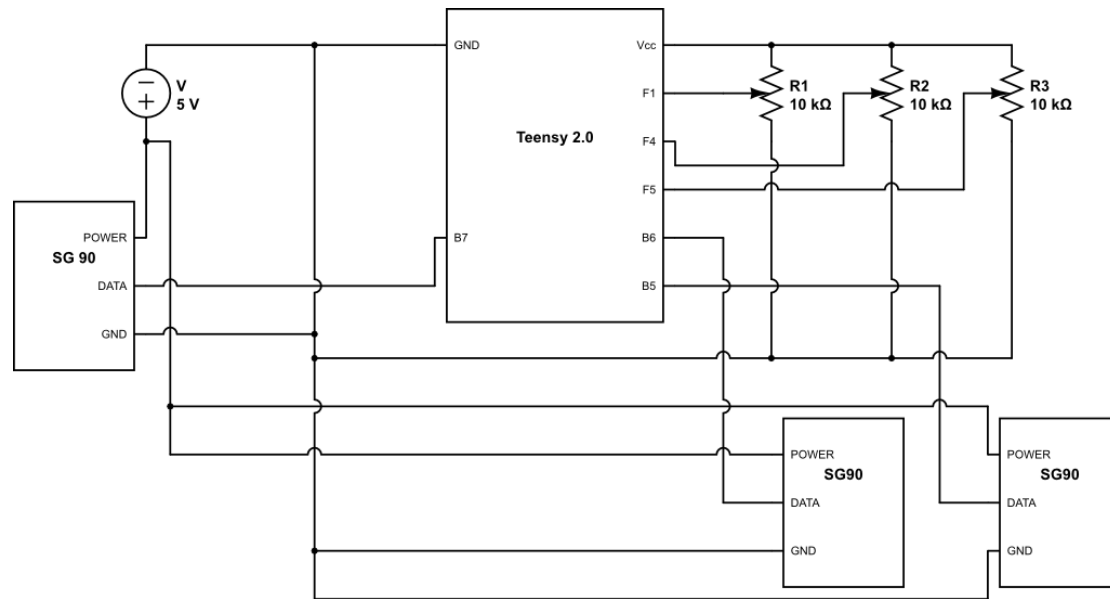 GND
Vcc
V
5 V
R1
10 kΩ
R2
10 kΩ
R3
10 kΩ
F1
Teensy 2.0
F4
F5
POWER
SG 90
B7
B6
DATA
B5
GND
POWER
SG90
DATA
GND
POWER
SG90
DATA
GND